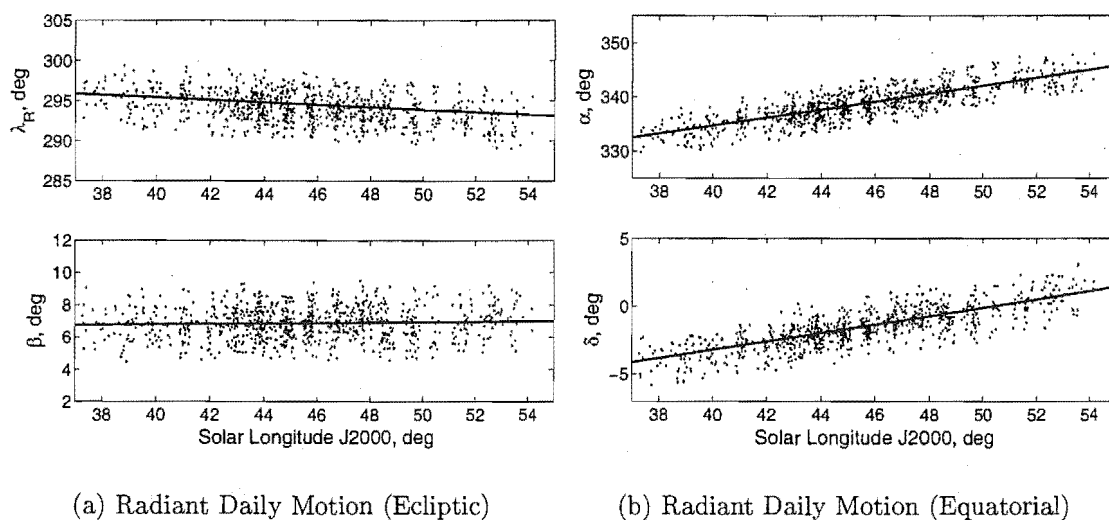 305
300
295
290
285
λ_R, deg
38 40 42 44 46 48 50 52 54
12
10
8
6
4
2
β, deg
38 40 42 44 46 48 50 52 54
Solar Longitude J2000, deg
(a) Radiant Daily Motion (Ecliptic)
350
340
330
α, deg
38 40 42 44 46 48 50 52 54
5
0
−5
δ, deg
38 40 42 44 46 48 50 52 54
Solar Longitude J2000, deg
(b) Radiant Daily Motion (Equatorial)